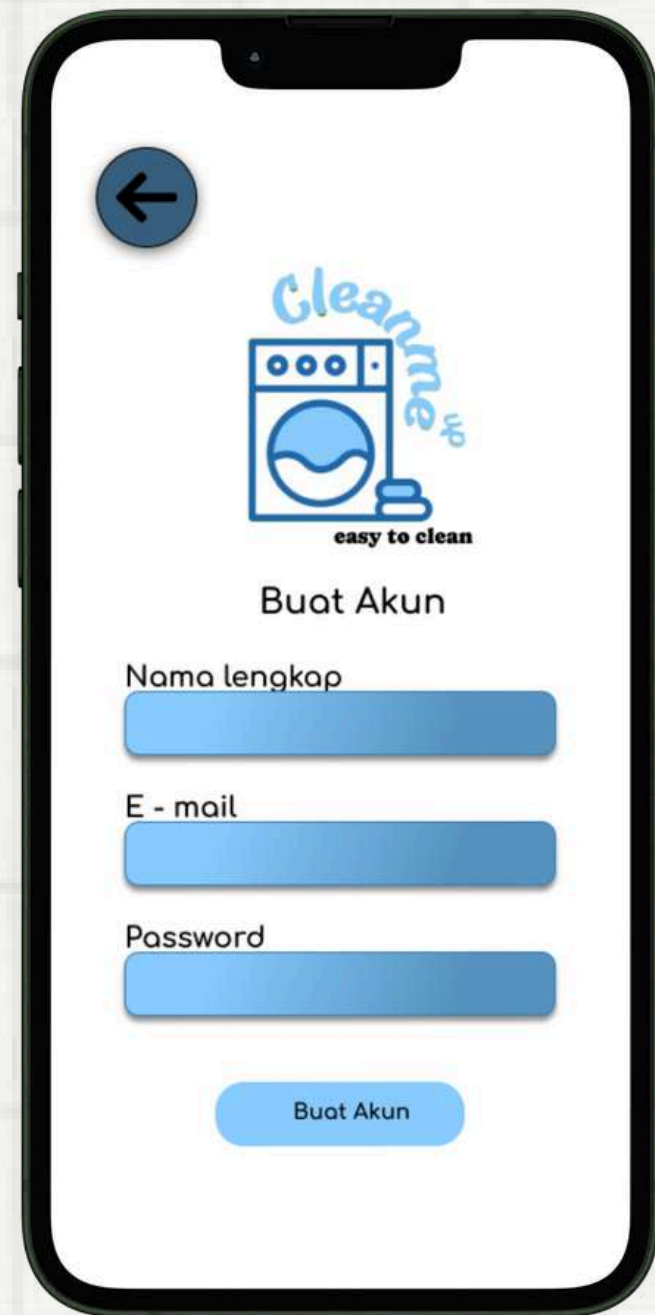 Cleanme
up
easy to clean
Buat Akun
Nama lengkap
E - mail
Password
Buat Akun